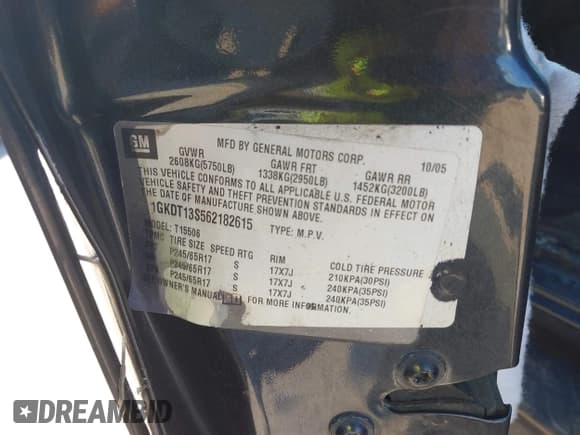 GM
MFD BY GENERAL MOTORS CORP. 10/05
GVWR GAWR FRT GAWR RR
2608KG(5750LB) 1338KG(2950LB) 1452KG(3200LB)
THIS VEHICLE CONFORMS TO ALL APPLICABLE U.S. FEDERAL MOTOR
VEHICLE SAFETY AND THEFT PREVENTION STANDARDS IN EFFECT ON
THE DATE OF MANUFACTURE SHOWN ABOVE.
1GKDT13S562182615 TYPE: M.P.V.
MODEL: T15506
TIRE SIZE SPEED RTG RIM COLD TIRE PRESSURE
P245/65R17 S 17X7J 210KPA(30PSI)
P245/65R17 S 17X7J 240KPA(35PSI)
P245/65R17 S 17X7J 240KPA(35PSI)
OWNER'S MANUAL FOR MORE INFORMATION.
DREAMBID